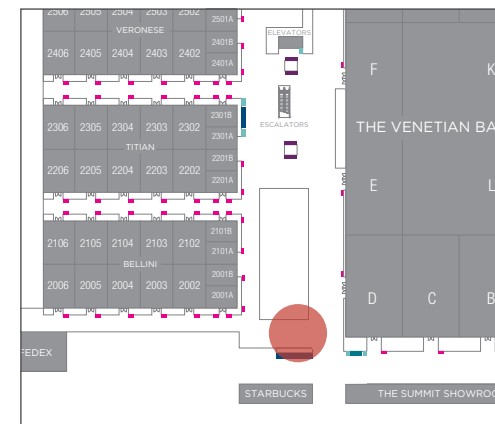 2506 2505 2504 2503 2502
2501A
VERONESE
2401B
2406 2405 2404 2403 2402
2401A
ELEVATORS
F
K
2301B
2306 2305 2304 2303 2302
2301A
ESCALATORS
THE VENETIAN BA
TITIAN
2201B
2206 2205 2204 2203 2202
2201A
E
L
2101B
2106 2105 2104 2103 2102
2101A
BELLINI
2001B
2006 2005 2004 2003 2002
2001A
D
C
B
FEDEX
STARBUCKS
THE SUMMIT SHOWROO